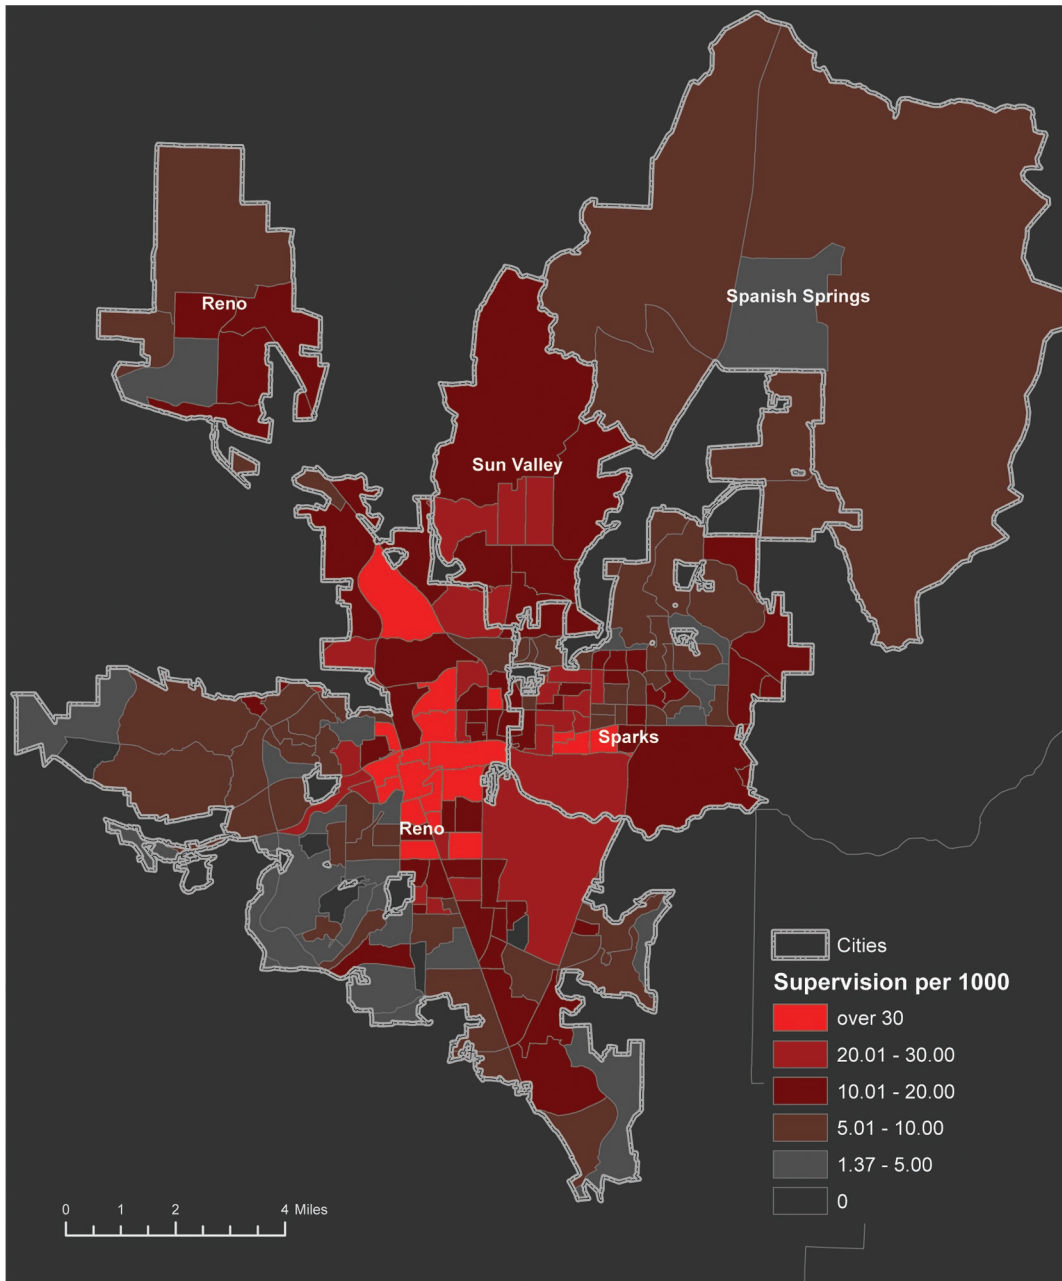 Reno
Spanish Springs
Sun Valley
Sparks
Reno
Cities
Supervision per 1000
over 30
20.01 - 30.00
10.01 - 20.00
5.01 - 10.00
1.37 - 5.00
0
0 1 2 4 Miles